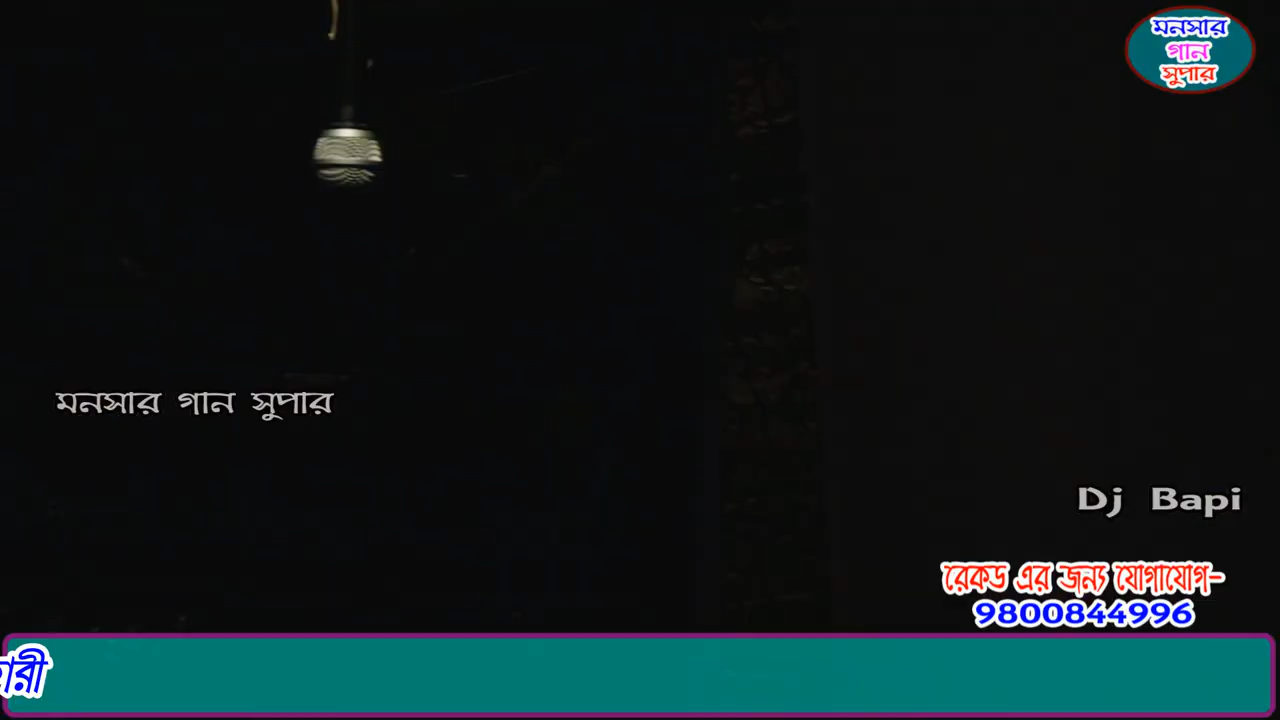 মনসার
গান
সুপার
মনসার গান সুপার
Dj Bapi
রেকড এর জন্য যোগাযোগ-
9800844996